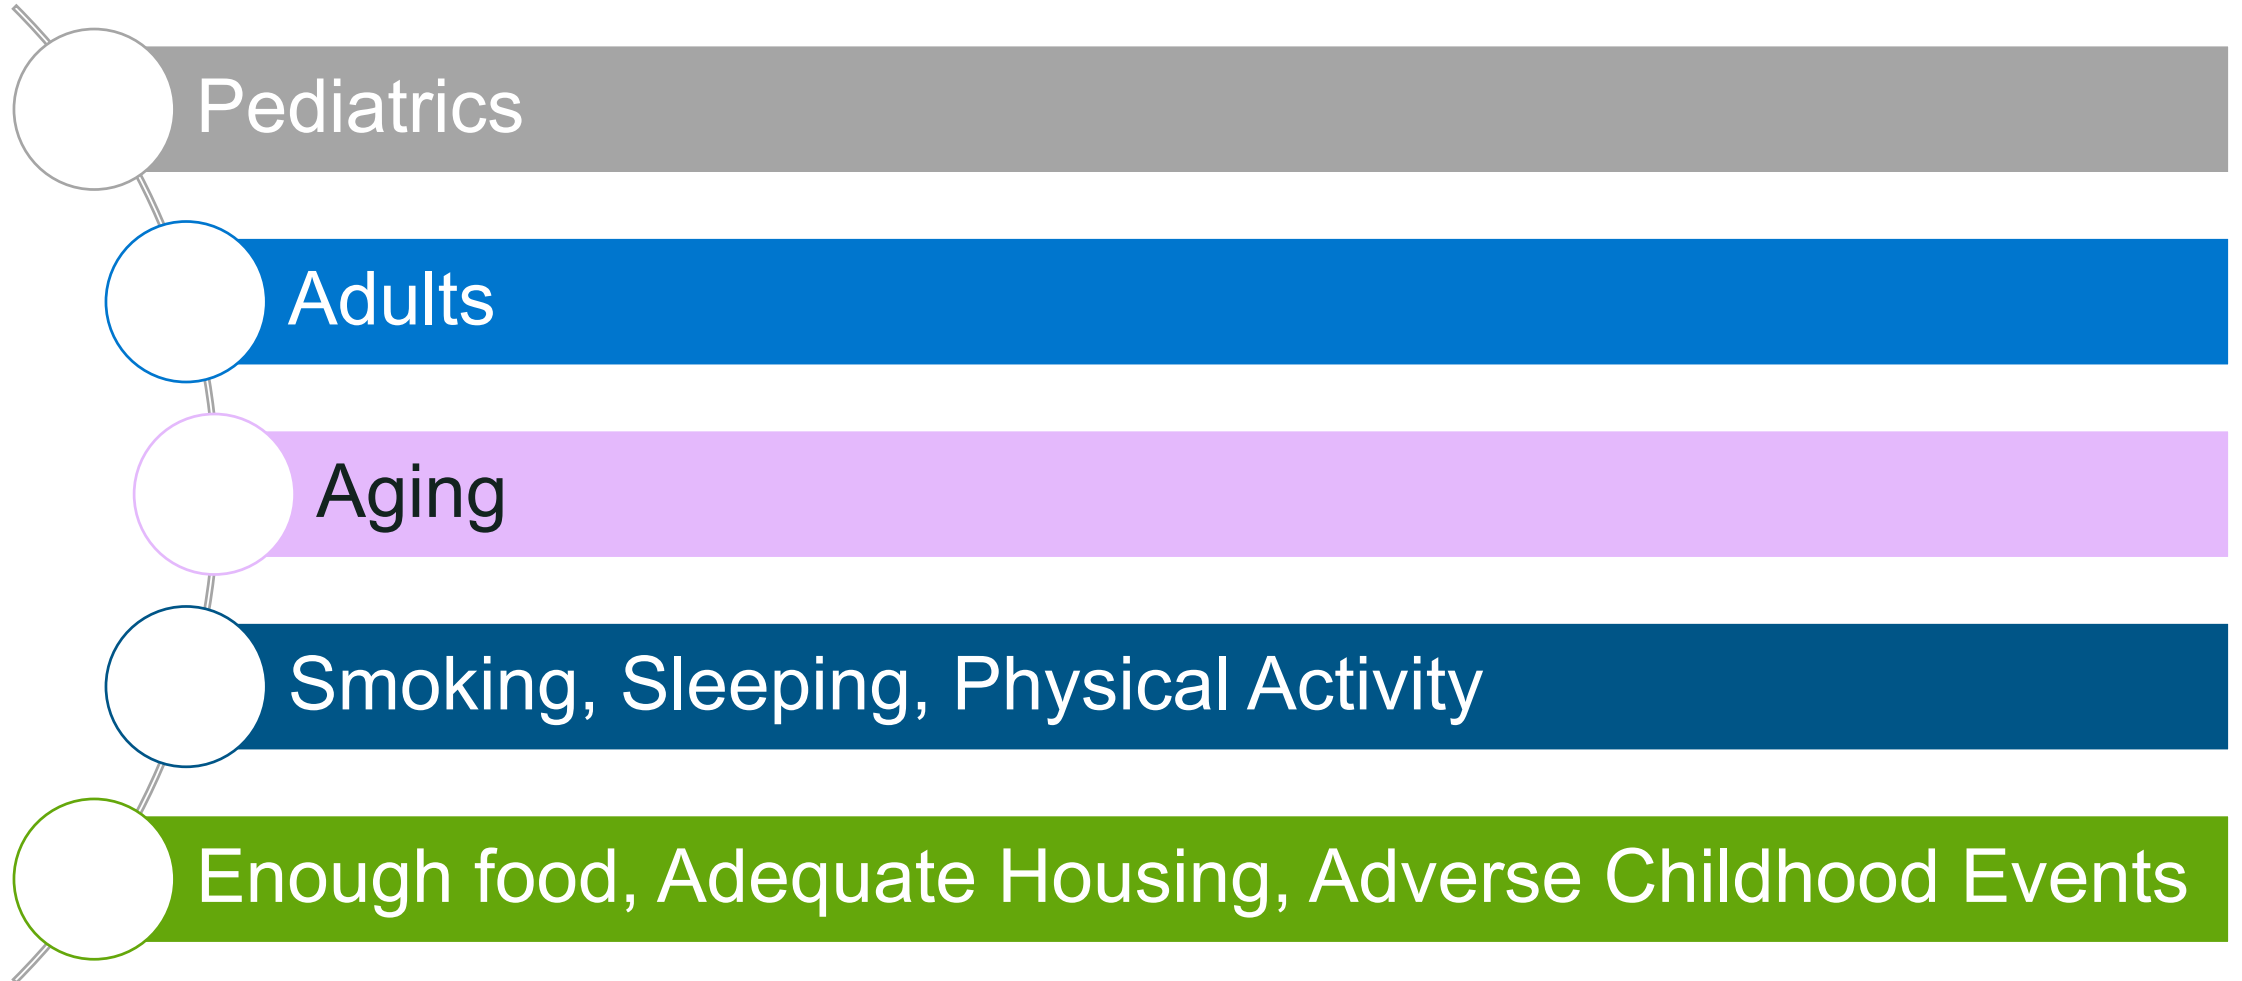 Pediatrics
Adults
Aging
Smoking, Sleeping, Physical Activity
Enough food, Adequate Housing, Adverse Childhood Events